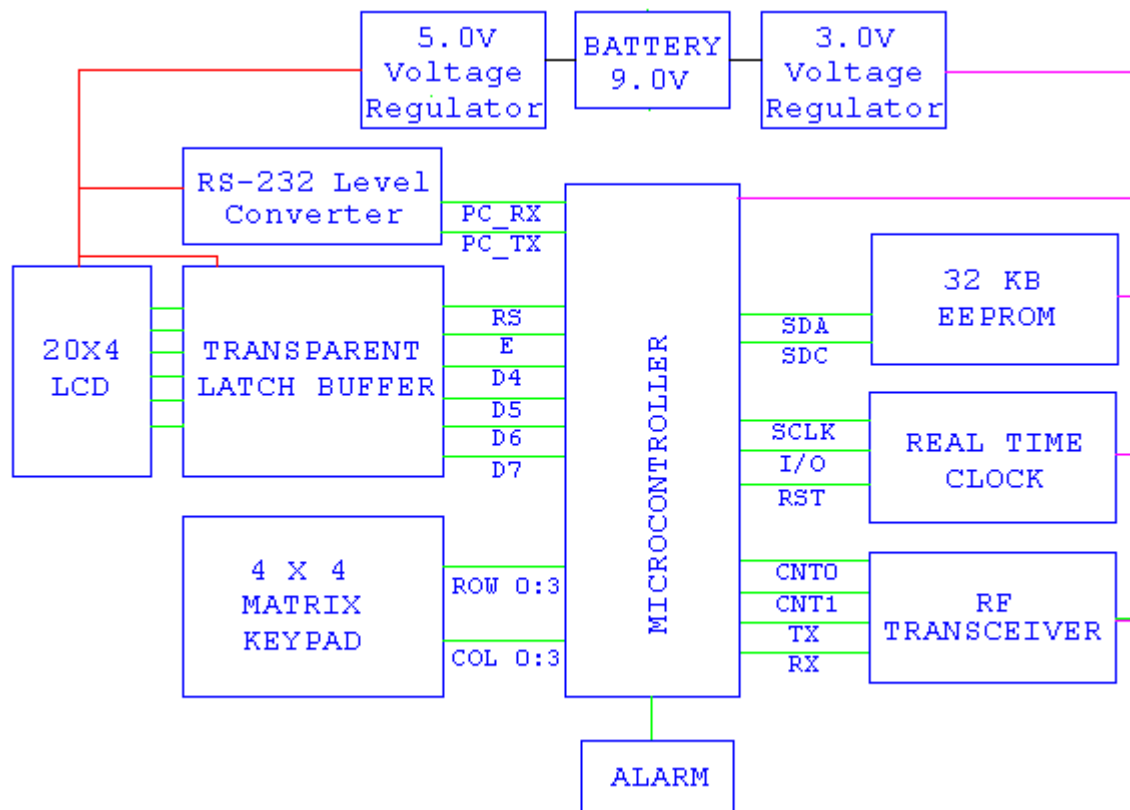 5.0V
Voltage
Regulator
BATTERY
9.0V
3.0V
Voltage
Regulator
RS-232 Level
Converter
PC_RX
PC_TX
20X4
LCD
TRANSPARENT
LATCH BUFFER
RS
E
D4
D5
D6
D7
4 X 4
MATRIX
KEYPAD
ROW 0:3
COL 0:3
MICROCONTROLLER
SDA
SDC
32 KB
EEPROM
SCLK
I/O
RST
REAL TIME
CLOCK
CNT0
CNT1
TX
RX
RF
TRANSCEIVER
ALARM